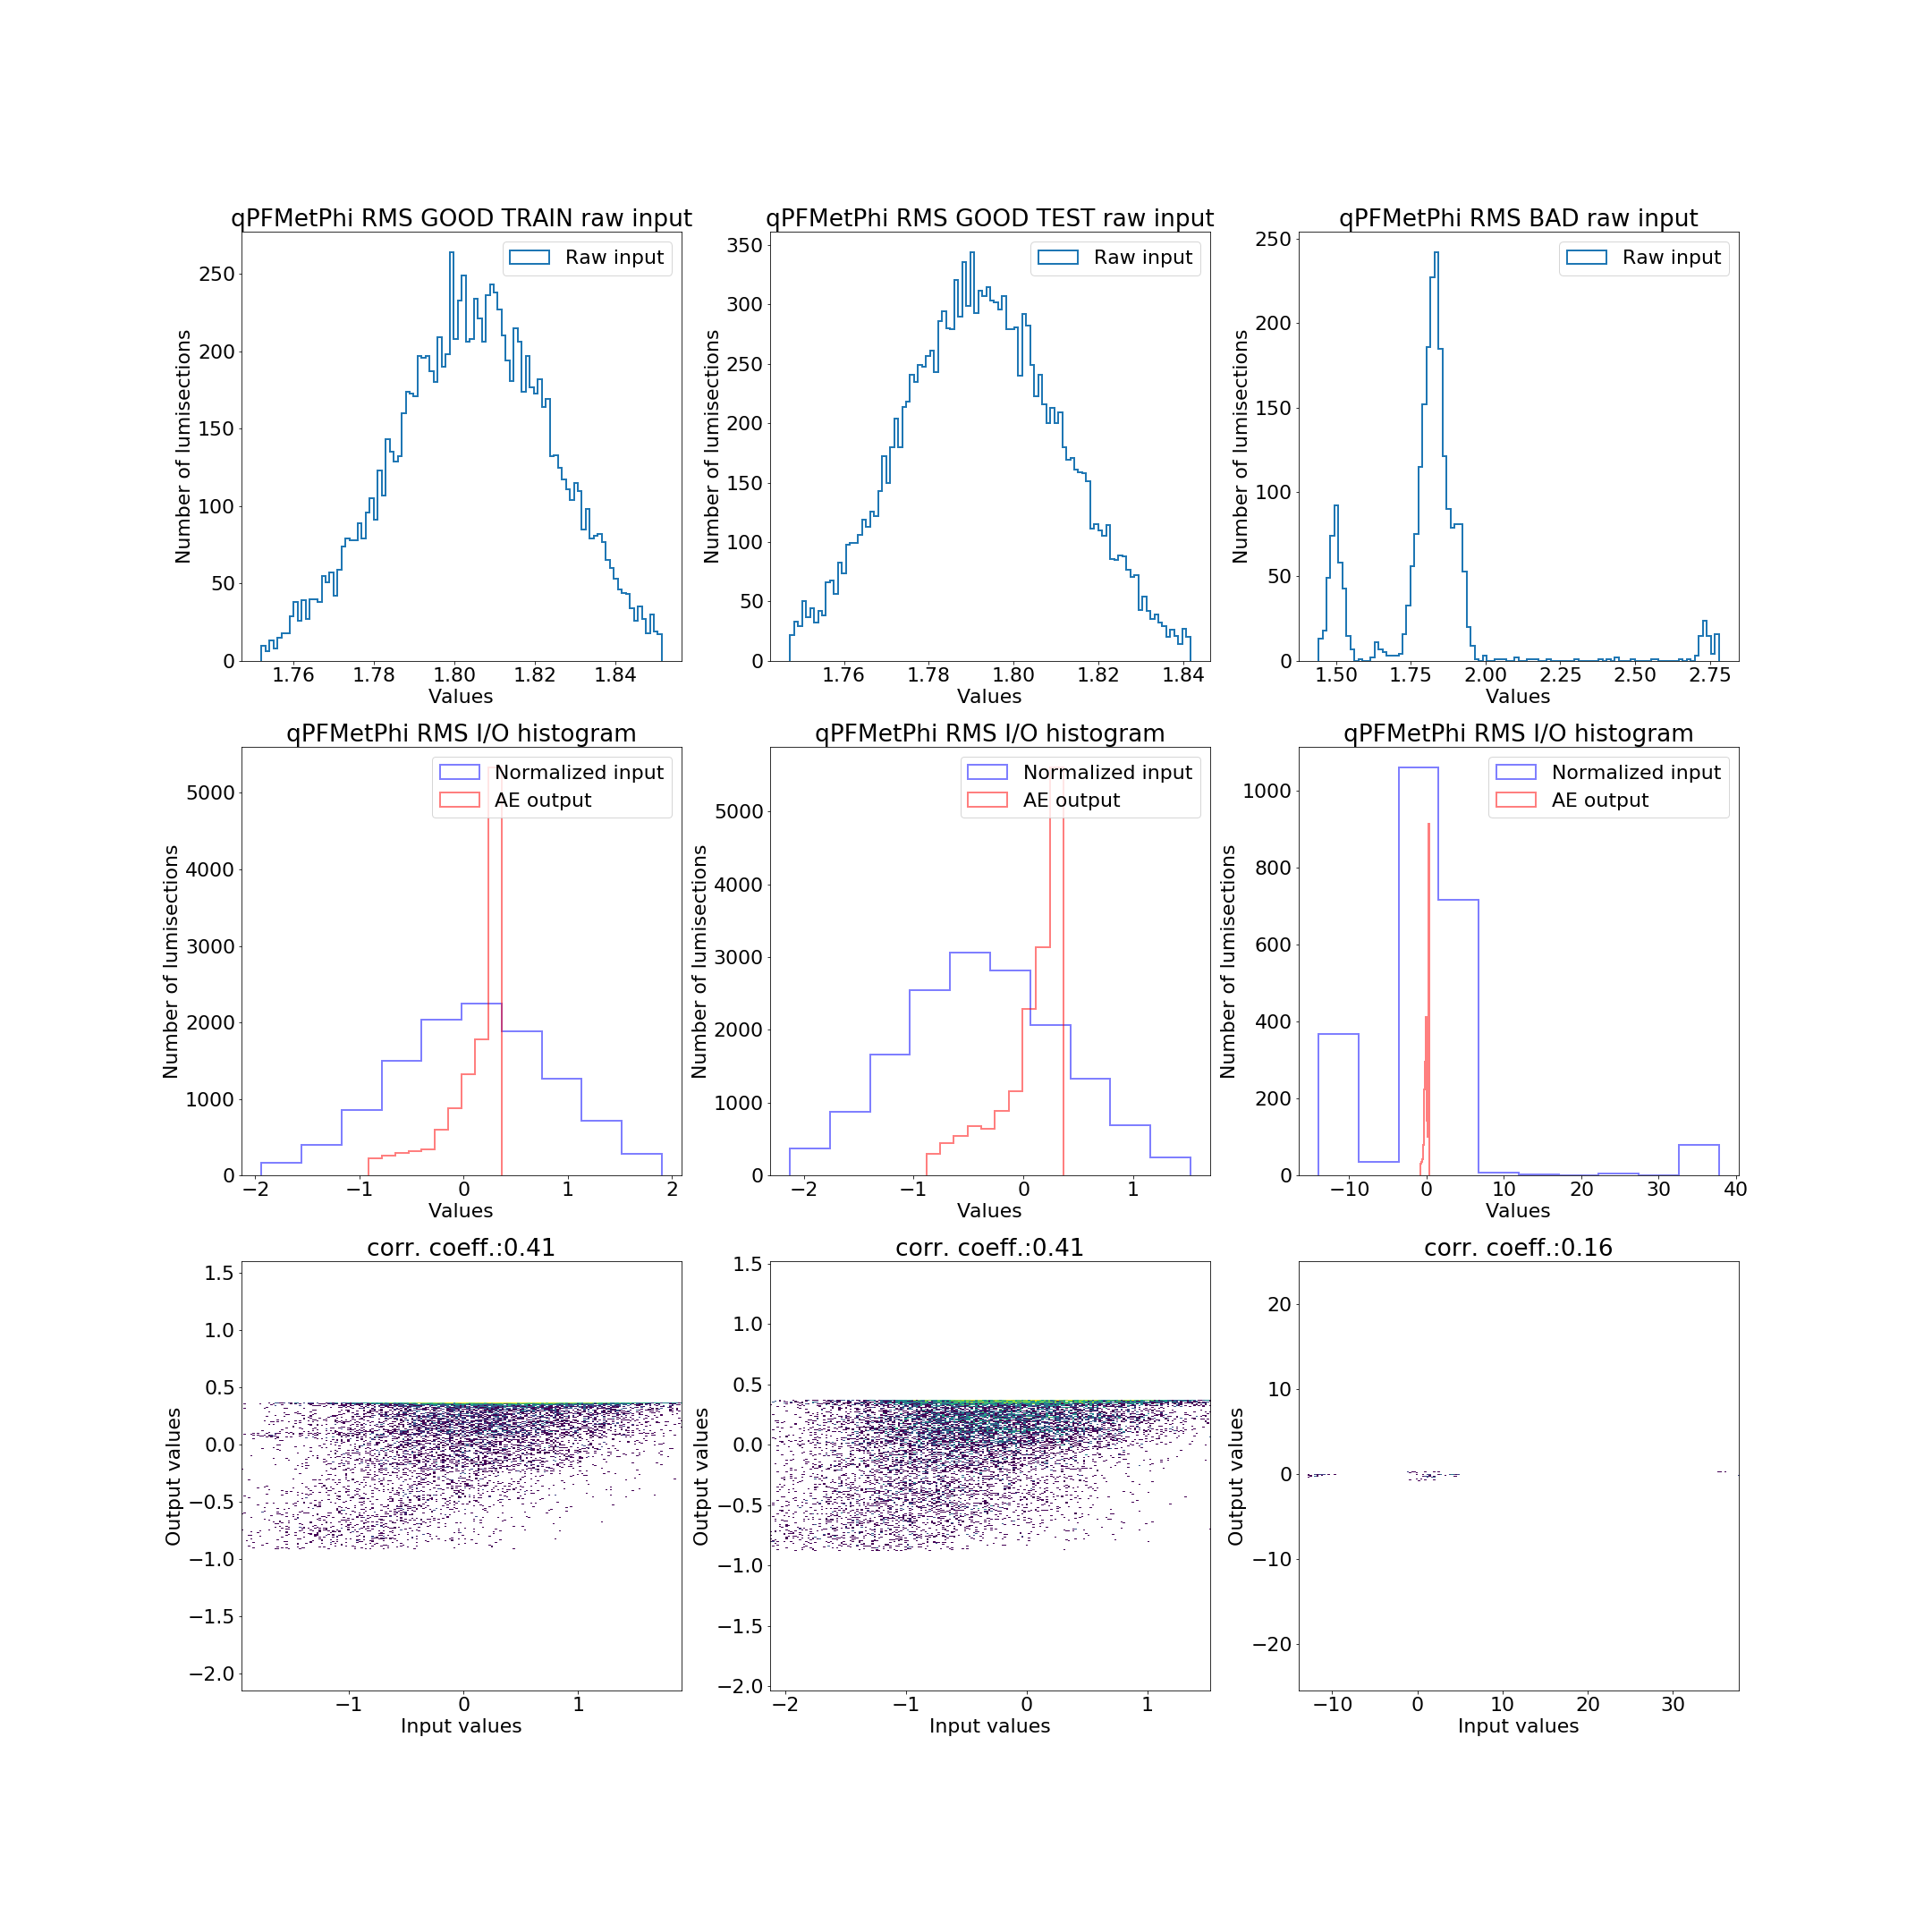 qPFMetPhi RMS GOOD TRAIN raw input
Raw input
Number of lumisections
250
200
150
100
50
0
1.76 1.78 1.80 1.82 1.84
Values
qPFMetPhi RMS GOOD TEST raw input
Raw input
Number of lumisections
350
300
250
200
150
100
50
0
1.76 1.78 1.80 1.82 1.84
Values
qPFMetPhi RMS BAD raw input
Raw input
Number of lumisections
250
200
150
100
50
0
1.50 1.75 2.00 2.25 2.50 2.75
Values
qPFMetPhi RMS I/O histogram
Normalized input
AE output
Number of lumisections
5000
4000
3000
2000
1000
0
−2 −1 0 1 2
Values
qPFMetPhi RMS I/O histogram
Normalized input
AE output
Number of lumisections
5000
4000
3000
2000
1000
0
−2 −1 0 1
Values
qPFMetPhi RMS I/O histogram
Normalized input
AE output
Number of lumisections
1000
800
600
400
200
0
−10 0 10 20 30 40
Values
corr. coeff.:0.41
Output values
1.5
1.0
0.5
0.0
−0.5
−1.0
−1.5
−2.0
−1 0 1
Input values
corr. coeff.:0.41
Output values
1.5
1.0
0.5
0.0
−0.5
−1.0
−1.5
−2.0
−2 −1 0 1
Input values
corr. coeff.:0.16
Output values
20
10
0
−10
−20
−10 0 10 20 30
Input values